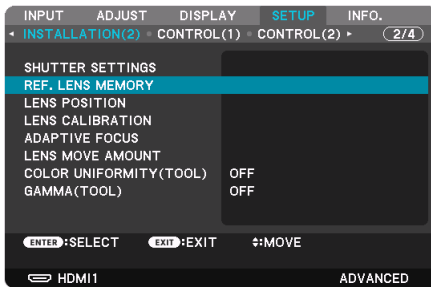 INPUT ADJUST DISPLAY SETUP INFO.
INSTALLATION(2) CONTROL(1) CONTROL(2) 2/4
SHUTTER SETTINGS
REF. LENS MEMORY
LENS POSITION
LENS CALIBRATION
ADAPTIVE FOCUS
LENS MOVE AMOUNT
COLOR UNIFORMITY(TOOL) OFF
GAMMA(TOOL) OFF
ENTER:SELECT EXIT:EXIT :MOVE
HDMI1 ADVANCED